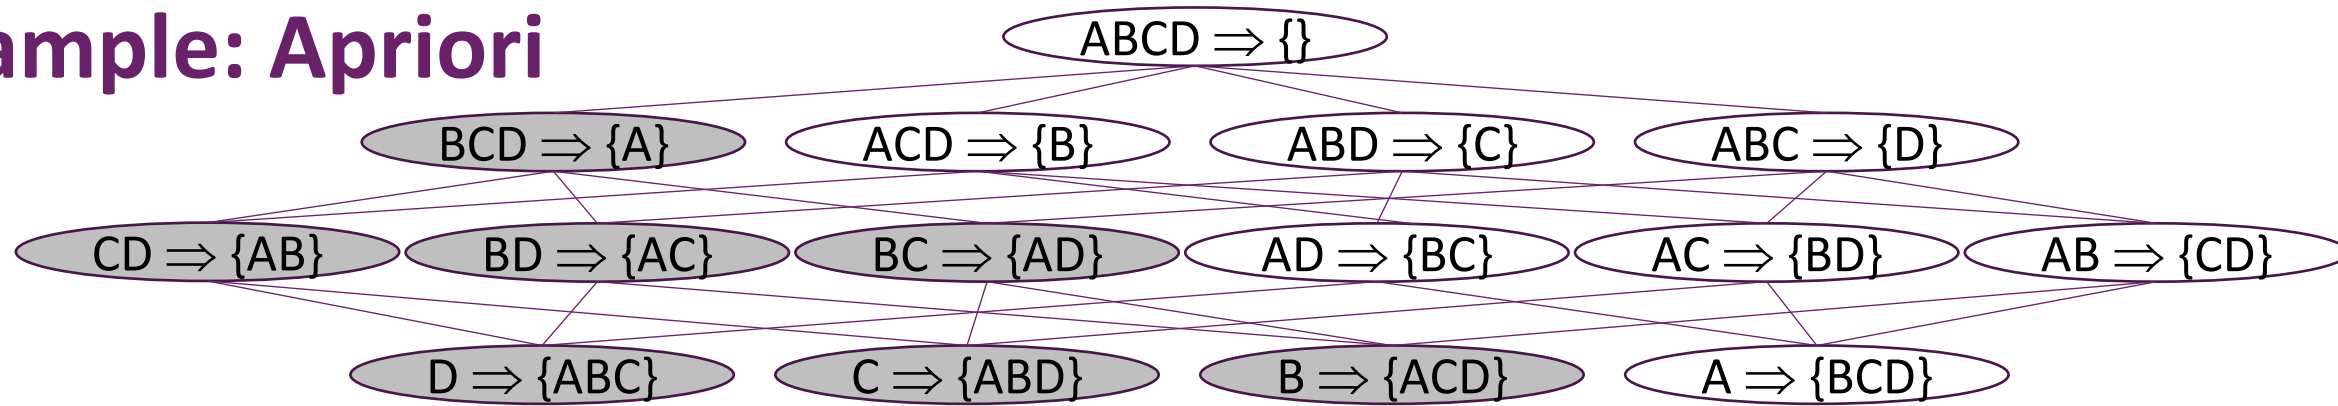 ample: Apriori
ABCD ⇒ {}
BCD ⇒ {A}
ACD ⇒ {B}
ABD ⇒ {C}
ABC ⇒ {D}
CD ⇒ {AB}
BD ⇒ {AC}
BC ⇒ {AD}
AD ⇒ {BC}
AC ⇒ {BD}
AB ⇒ {CD}
D ⇒ {ABC}
C ⇒ {ABD}
B ⇒ {ACD}
A ⇒ {BCD}